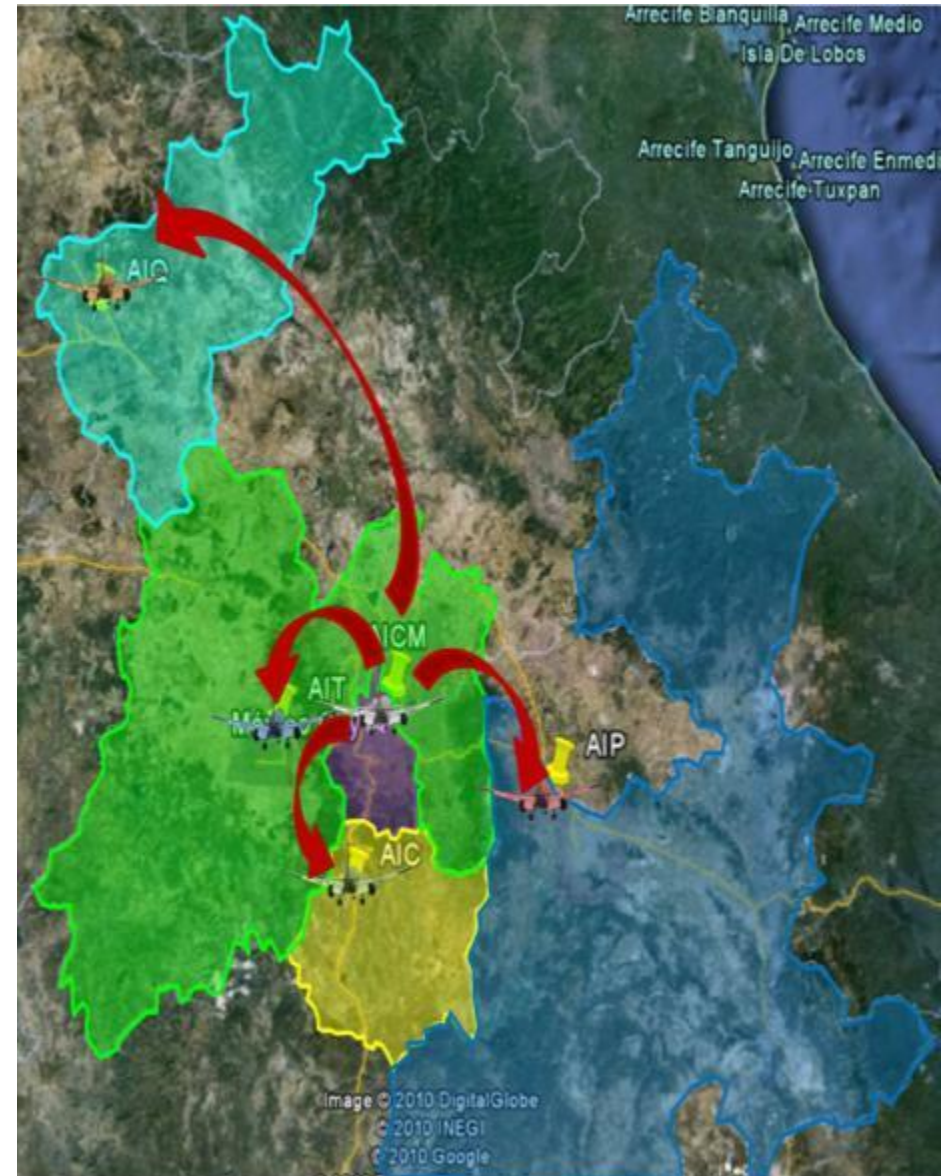 Arrecife Blanquilla
Arrecife Medio
Isla De Lobos
Arrecife Tanguijo
Arrecife Enmedi
Arrecife Tuxpan
AIQ
AICM
AIT
AIP
AIC
Image © 2010 DigitalGlobe
© 2010 INEGI
© 2010 Google